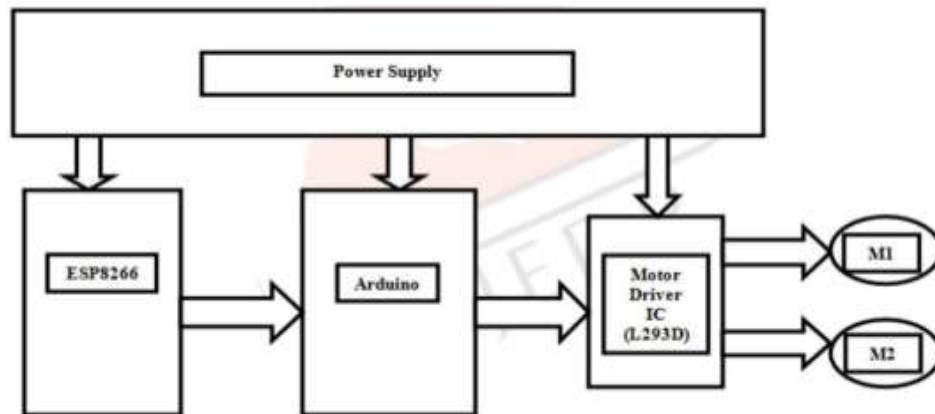 Power Supply
ESP8266
Arduino
Motor
Driver
IC
(L293D)
M1
M2